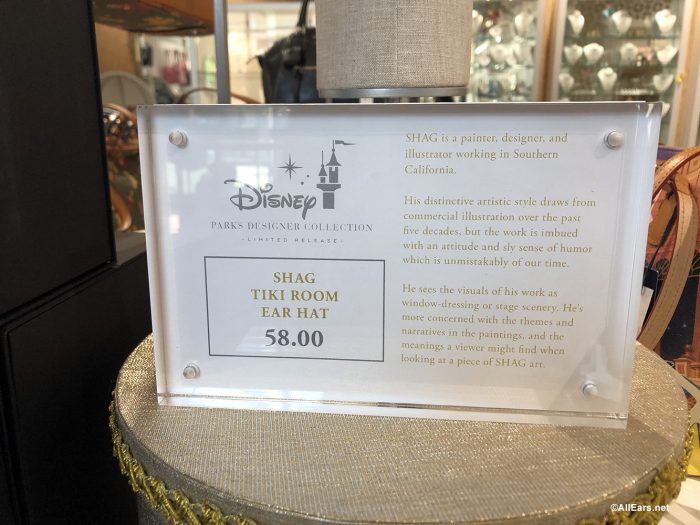 Disney
PARKS DESIGNER COLLECTION
- LIMITED RELEASE -
SHAG
TIKI ROOM
EAR HAT
58.00
SHAG is a painter, designer, and
illustrator working in Southern
California.
His distinctive artistic style draws from
commercial illustration over the past
five decades, but the work is imbued
with an attitude and sly sense of humor
which is unmistakably of our time.
He sees the visuals of his work as
window-dressing or stage scenery. He's
more concerned with the themes and
narratives in the paintings, and the
meanings a viewer might find when
looking at a piece of SHAG art.
©AllEars.net